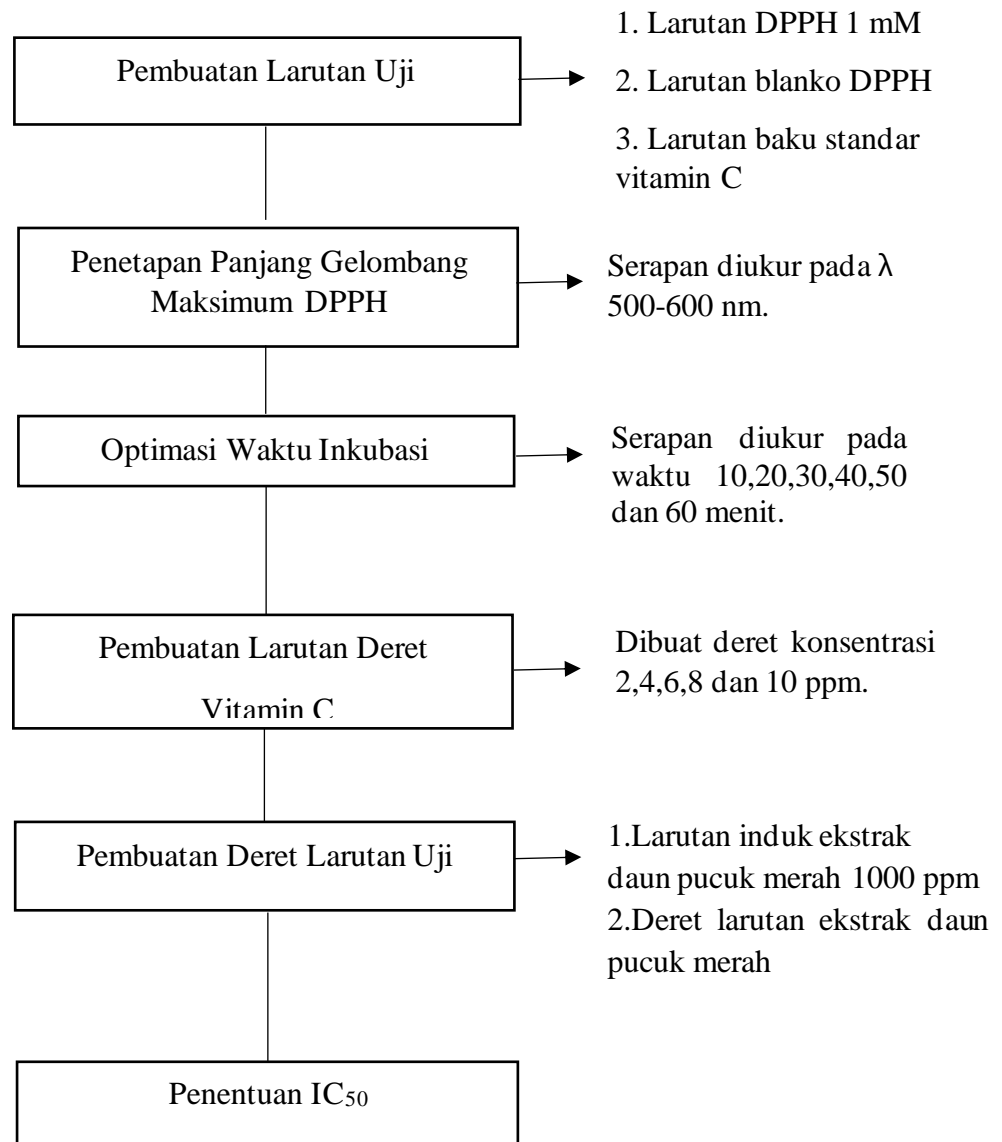 Pembuatan Larutan Uji
1. Larutan DPPH 1 mM
2. Larutan blanko DPPH
3. Larutan baku standar
vitamin C
Penetapan Panjang Gelombang
Maksimum DPPH
Serapan diukur pada λ
500-600 nm.
Optimasi Waktu Inkubasi
Serapan diukur pada
waktu 10,20,30,40,50
dan 60 menit.
Pembuatan Larutan Deret
Vitamin C
Dibuat deret konsentrasi
2,4,6,8 dan 10 ppm.
Pembuatan Deret Larutan Uji
1.Larutan induk ekstrak
daun pucuk merah 1000 ppm
2.Deret larutan ekstrak daun
pucuk merah
Penentuan IC₅₀